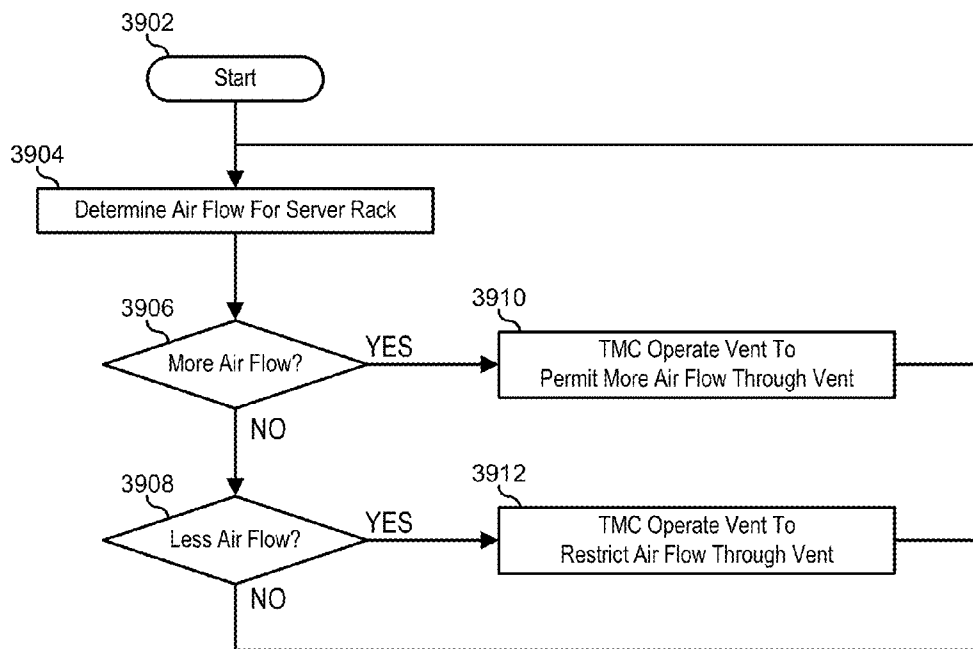 3902
Start
3904
Determine Air Flow For Server Rack
3906
More Air Flow?
YES
NO
3910
TMC Operate Vent To
Permit More Air Flow Through Vent
3908
Less Air Flow?
YES
NO
3912
TMC Operate Vent To
Restrict Air Flow Through Vent